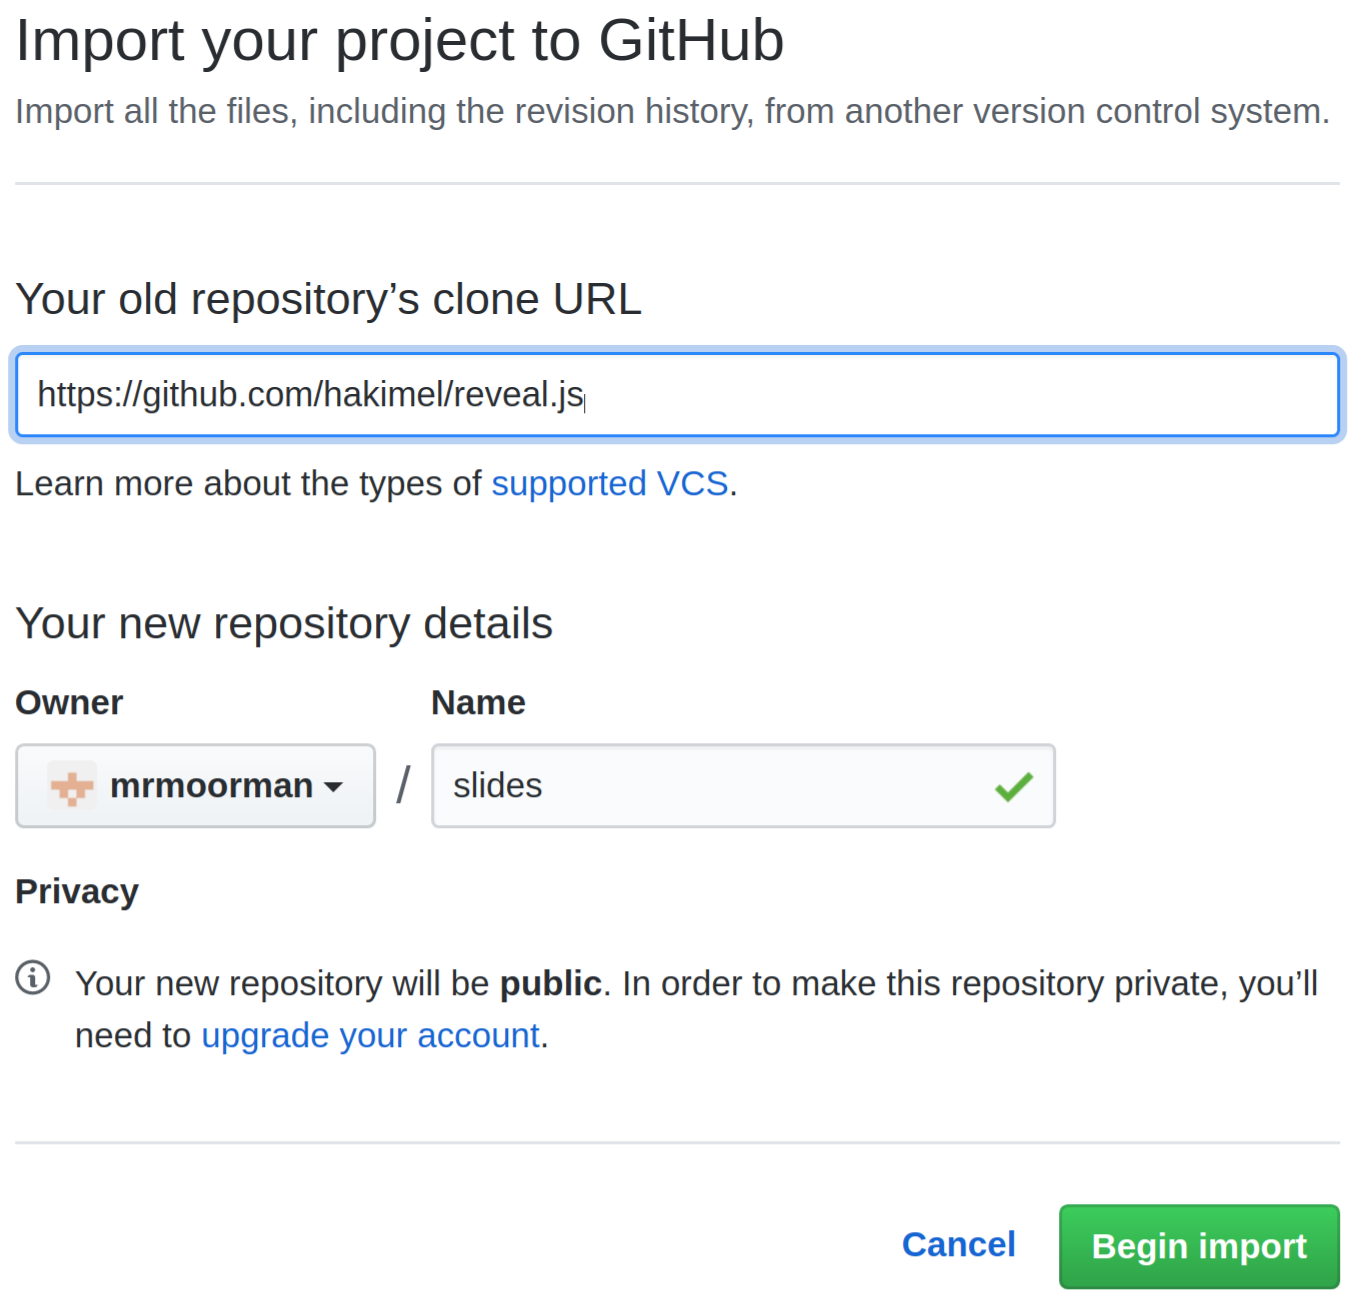 Import your project to GitHub
Import all the files, including the revision history, from another version control system.
Your old repository’s clone URL
https://github.com/hakimel/reveal.js
Learn more about the types of supported VCS.
Your new repository details
Owner Name
mrmoorman / slides
Privacy
Your new repository will be public. In order to make this repository private, you’ll
need to upgrade your account.
Cancel Begin import